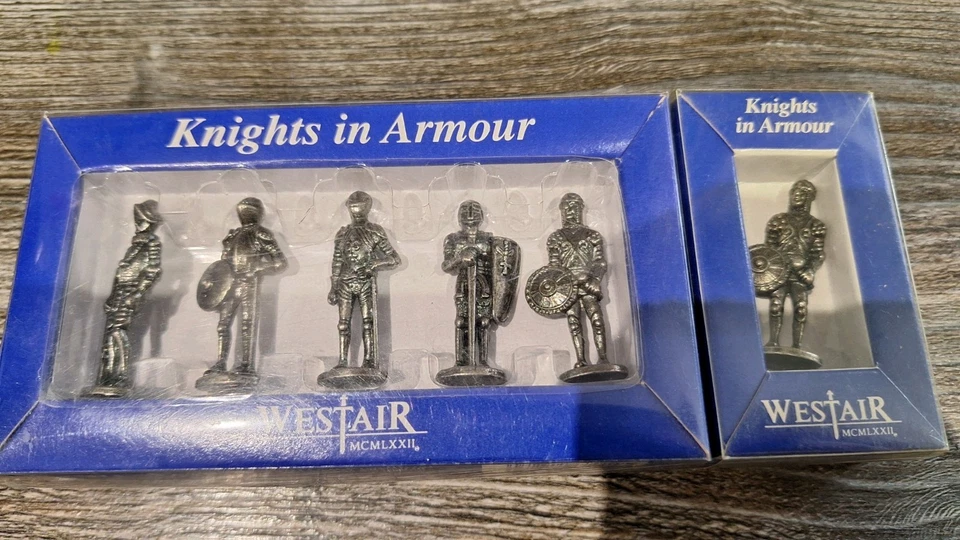 Knights in Armour
WESTAIR
MCMLXXII
Knights
in Armour
WESTAIR
MCMLXXII